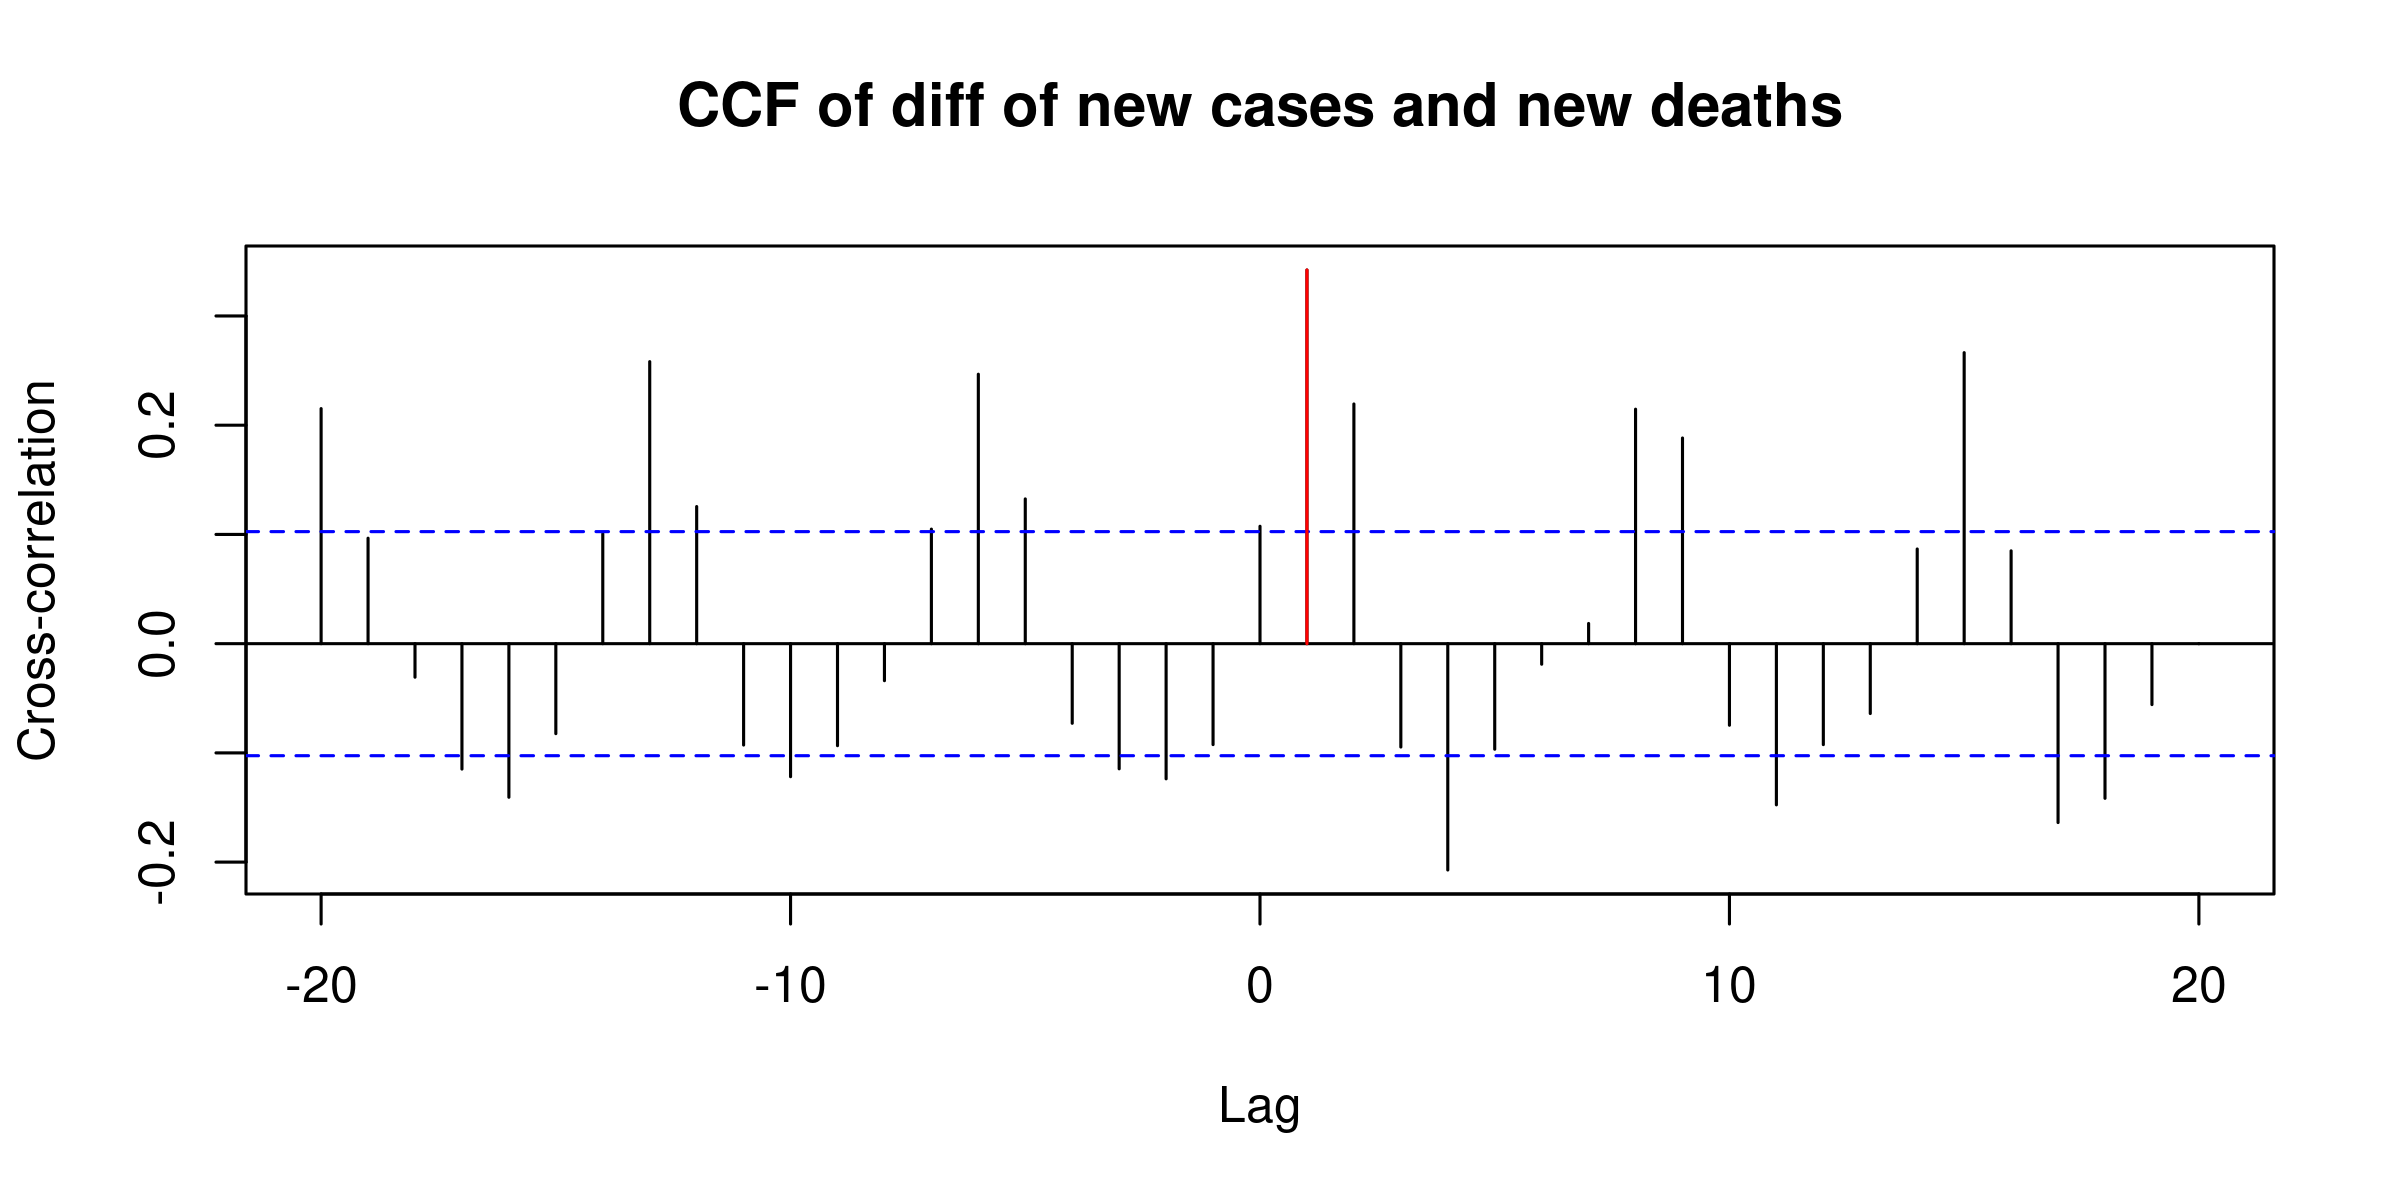 CCF of diff of new cases and new deaths
Cross-correlation
0.2
0.0
-0.2
-20 -10 0 10 20
Lag